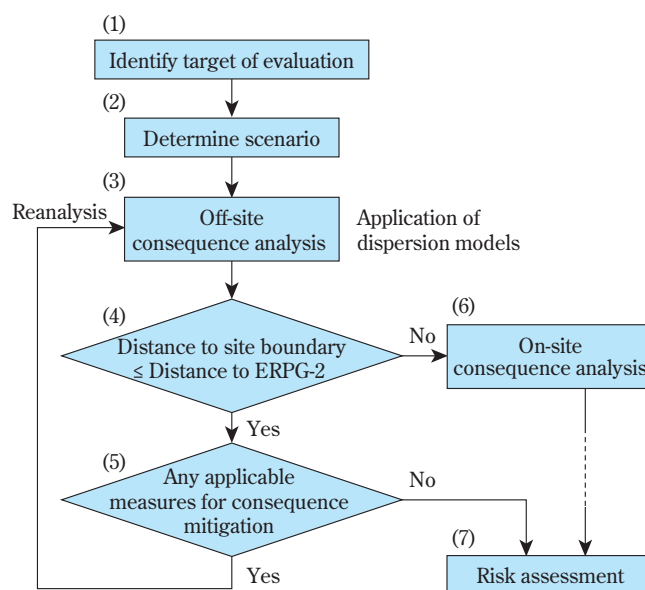 (1)
Identify target of evaluation
(2)
Determine scenario
(3)
Reanalysis
Off-site
consequence analysis
Application of
dispersion models
(4)
Distance to site boundary
≤ Distance to ERPG-2
No
(6)
On-site
consequence analysis
Yes
(5)
Any applicable
measures for consequence
mitigation
No
Yes
(7)
Risk assessment